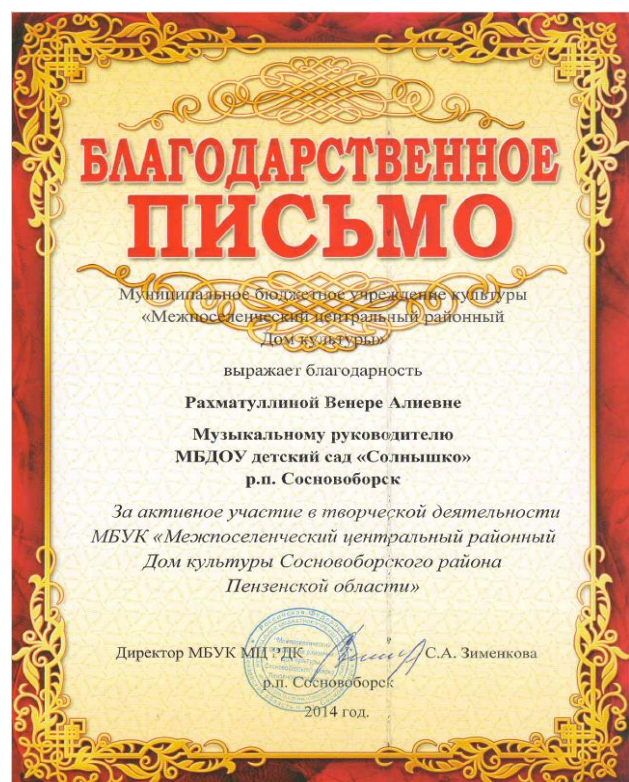 БЛАГОДАРСТВЕННОЕ
ПИСЬМО
Муниципальное бюджетное учреждение культуры
«Межпоселенческий центральный районный
Дом культуры»
выражает благодарность
Рахматуллиной Венере Алиевне
Музыкальному руководителю
МБДОУ детский сад «Солнышко»
р.п. Сосновоборск
За активное участие в творческой деятельности
МБУК «Межпоселенческий центральный районный
Дом культуры Сосновоборского района
Пензенской области»
Директор МБУК МЦ РДК С.А. Зименкова
р.п. Сосновоборск
2014 год.